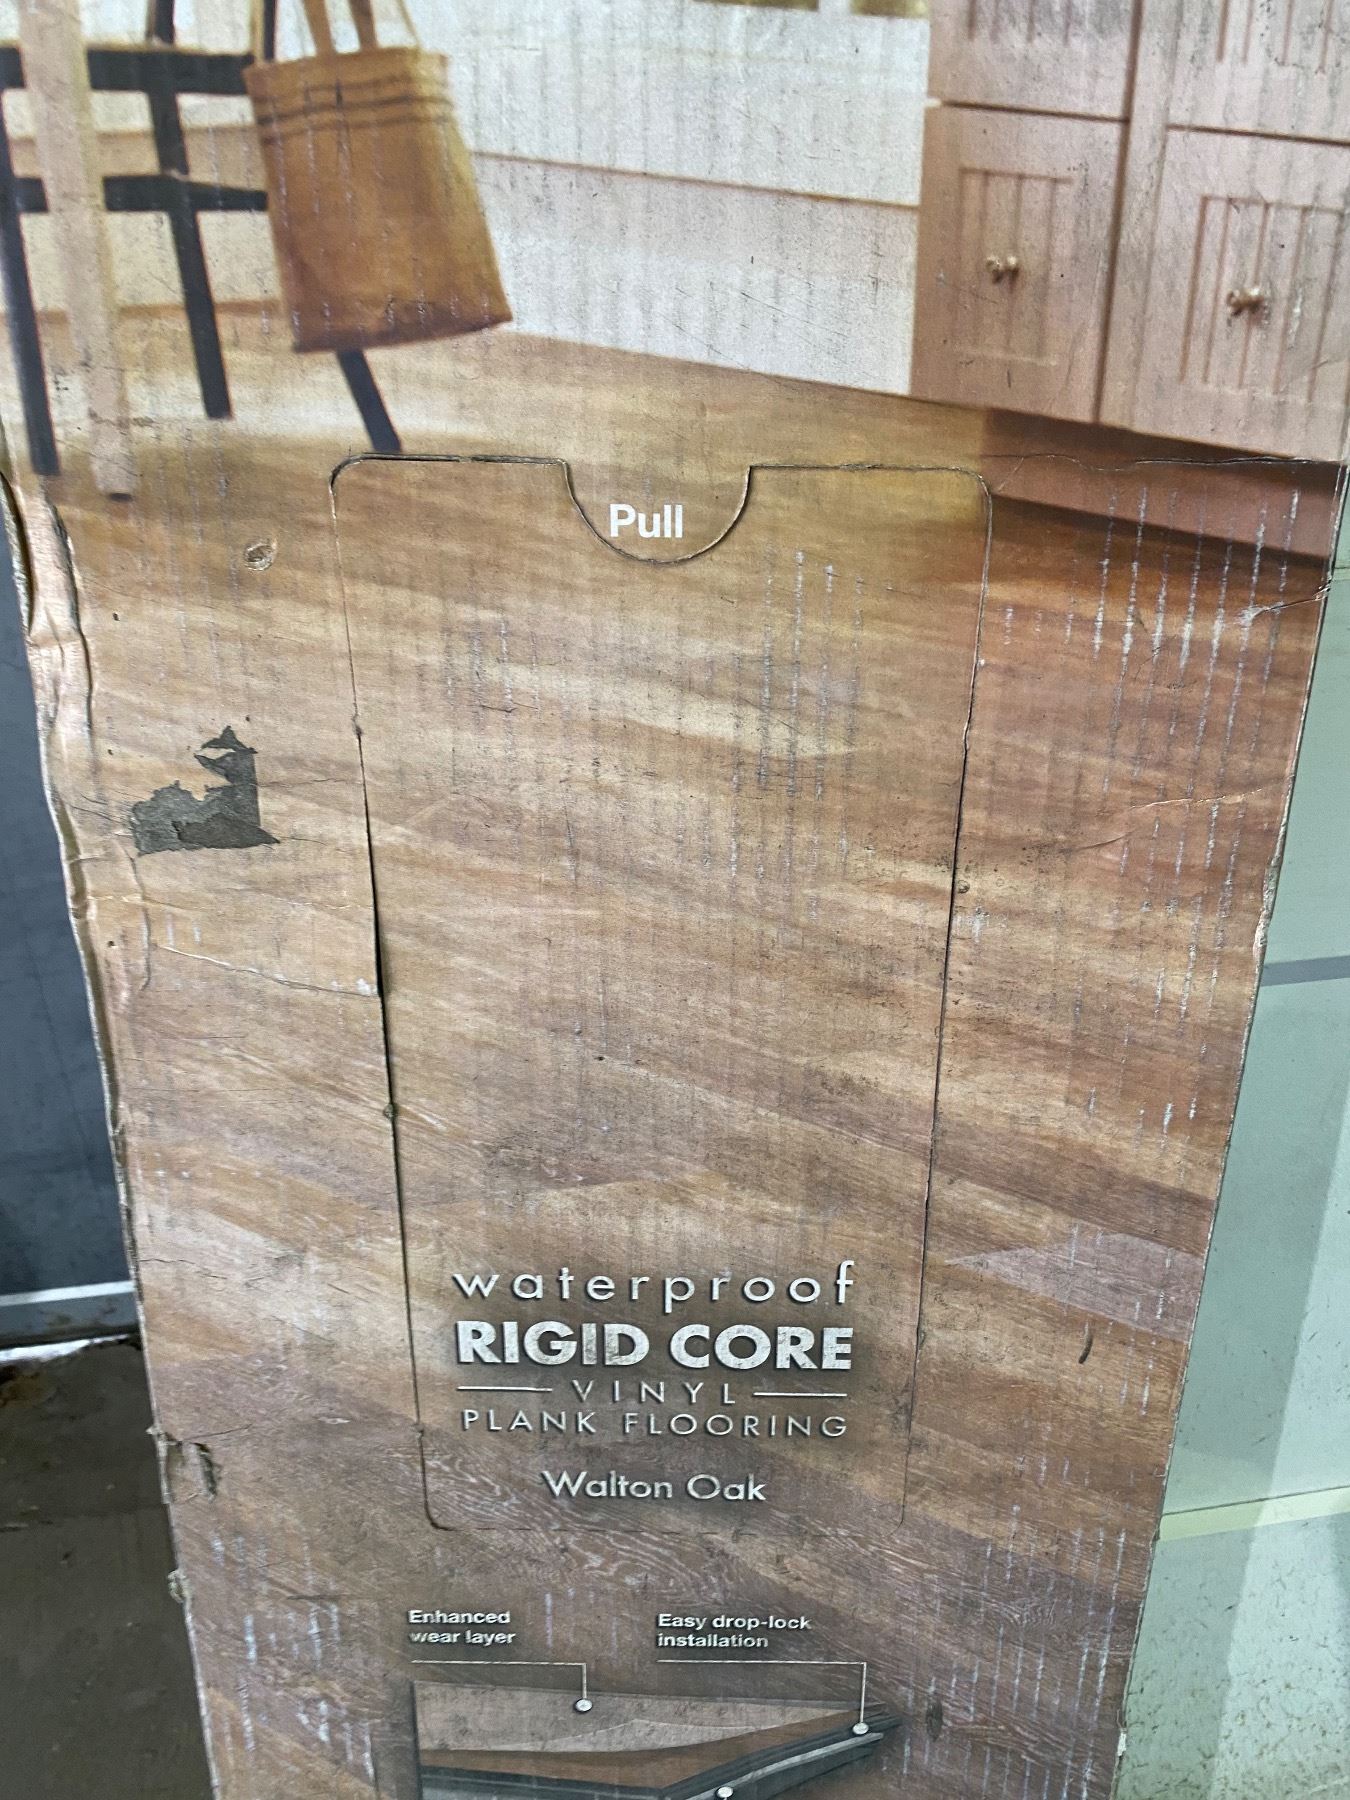 Pull
waterproof
RIGID CORE
VINYL
PLANK FLOORING
Walton Oak
Enhanced
wear layer
Easy drop-lock
installation